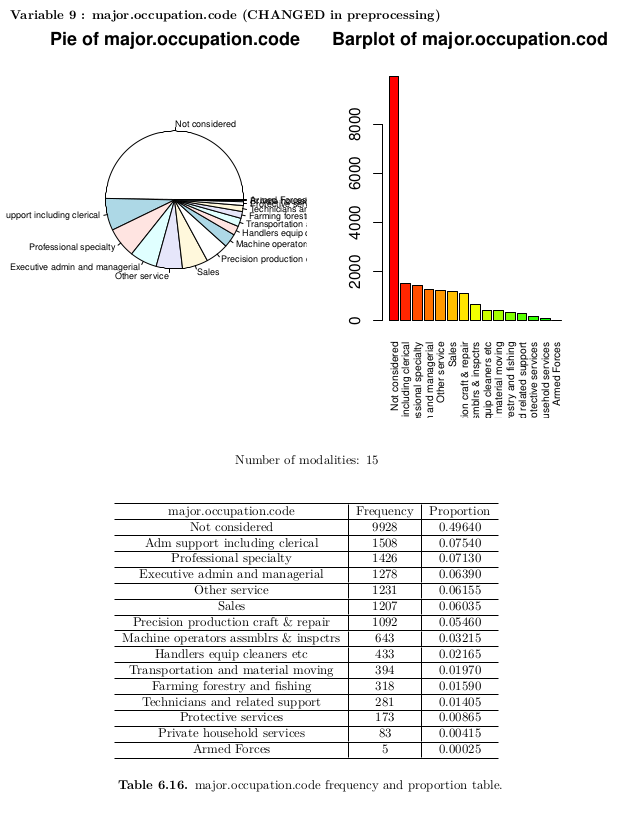 Variable 9 : major.occupation.code (CHANGED in preprocessing)
Pie of major.occupation.code
Barplot of major.occupation.cod
Not considered
upport including clerical
Professional specialty
Executive admin and managerial
Other service
Sales
Precision production
Machine operators
Handlers equip
Transportation
Farming forest
Armed Forces
0
2000
4000
6000
8000
Not considered
including clerical
ssional specialty
and managerial
Other service
Sales
ion craft & repair
smblrs & inspctrs
quip cleaners etc
material moving
restry and fishing
d related support
otective services
usehold services
Armed Forces
Number of modalities: 15
major.occupation.code Frequency Proportion
Not considered 9928 0.49640
Adm support including clerical 1508 0.07540
Professional specialty 1426 0.07130
Executive admin and managerial 1278 0.06390
Other service 1231 0.06155
Sales 1207 0.06035
Precision production craft & repair 1092 0.05460
Machine operators assmblrs & inspctrs 643 0.03215
Handlers equip cleaners etc 433 0.02165
Transportation and material moving 394 0.01970
Farming forestry and fishing 318 0.01590
Technicians and related support 281 0.01405
Protective services 173 0.00865
Private household services 83 0.00415
Armed Forces 5 0.00025
Table 6.16. major.occupation.code frequency and proportion table.